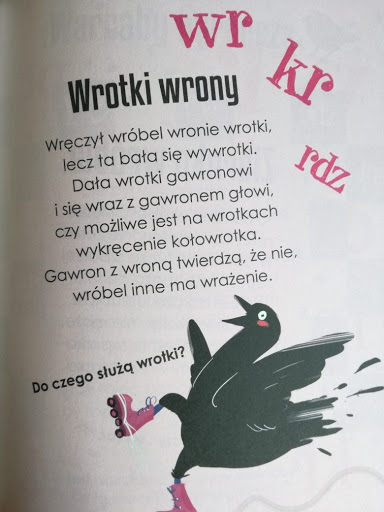 wr
kr
rdz
Wrotki wrony
Wręczył wróbel wronie wrotki,
lecz ta bała się wywrotki.
Dała wrotki gawronowi
i się wraz z gawronem głowi,
czy możliwe jest na wrotkach
wykręcenie kołowrotka.
Gawron z wroną twierdzą, że nie,
wróbel inne ma wrażenie.
Do czego służą wrotki?